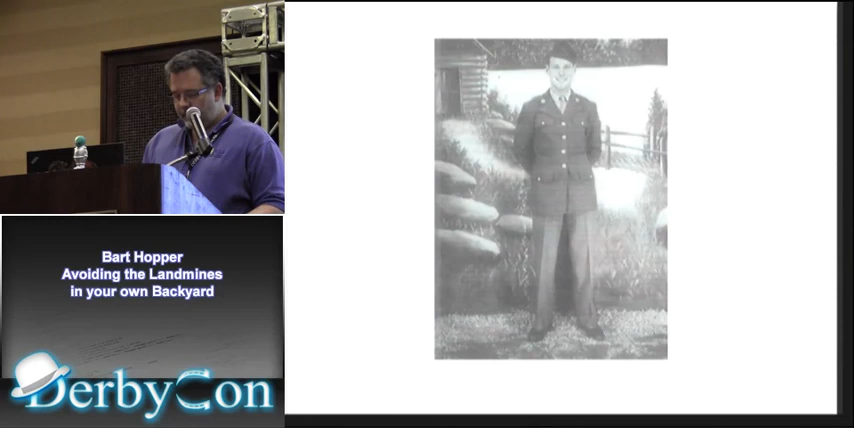 Bart Hopper
Avoiding the Landmines
in your own Backyard
DerbyCon